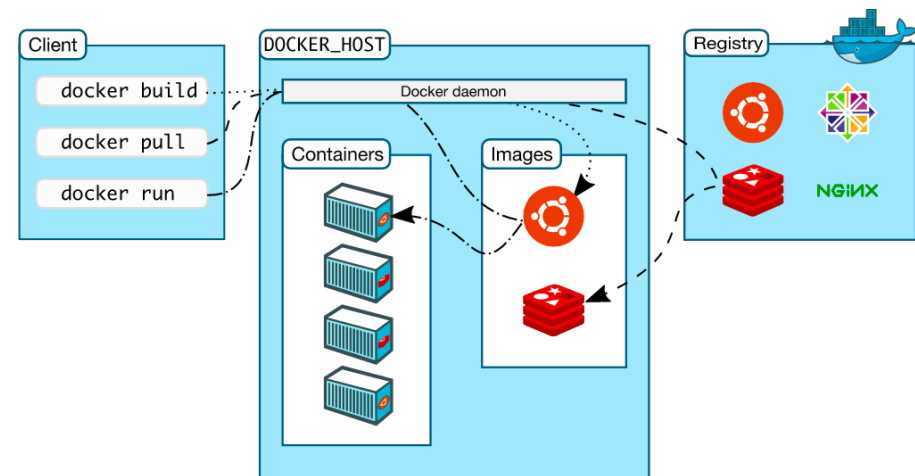 Client
docker build
docker pull
docker run
DOCKER_HOST
Docker daemon
Containers
Images
Registry
NGiNX